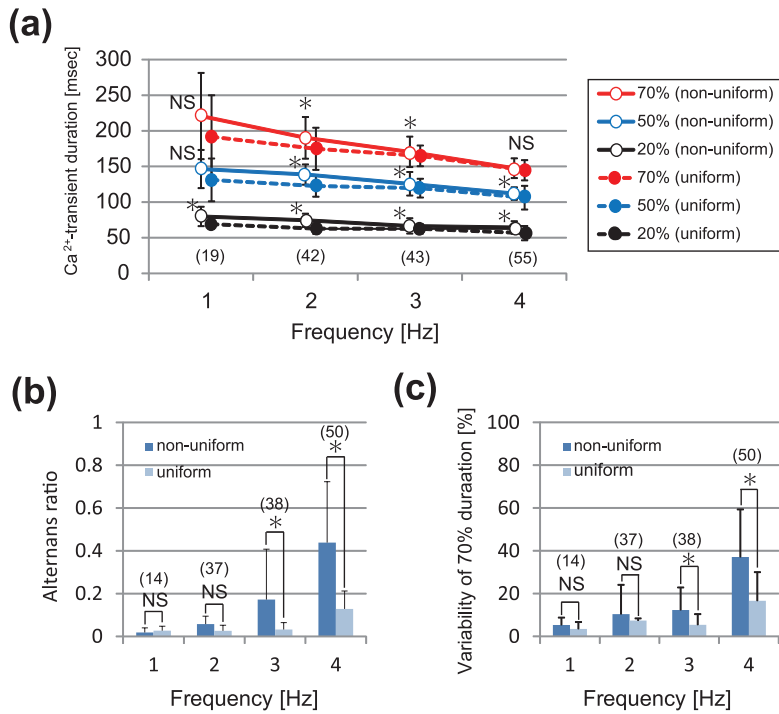 (a)
Ca²⁺-transient duration [msec]
300
250
200
150
100
50
0
NS
*
*
NS
NS
*
*
*
*
*
*
*
(19)
(42)
(43)
(55)
1
2
3
4
Frequency [Hz]
70% (non-uniform)
50% (non-uniform)
20% (non-uniform)
70% (uniform)
50% (uniform)
20% (uniform)
(b)
Alternans ratio
1
0.8
0.6
0.4
0.2
0
non-uniform
uniform
(14)
NS
(37)
NS
(38)
*
(50)
*
1
2
3
4
Frequency [Hz]
(c)
Variability of 70% duraation [%]
100
80
60
40
20
0
non-uniform
uniform
(14)
NS
(37)
NS
(38)
*
(50)
*
1
2
3
4
Frequency [Hz]